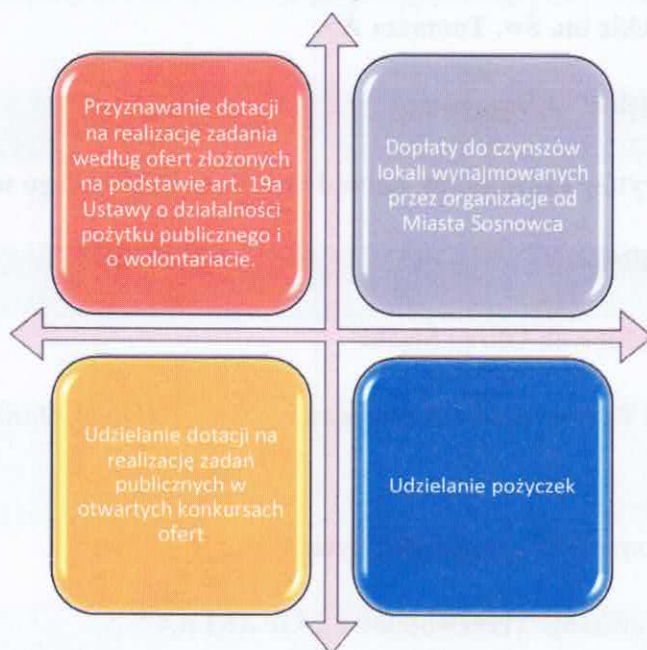 Przyznawanie dotacji
na realizację zadania
według ofert złożonych
na podstawie art. 19a
Ustawy o działalności
pożytku publicznego i
o wolontariacie.
Dopłaty do czynszów
lokali wynajmowanych
przez organizacje od
Miasta Sosnowca
Udzielanie dotacji na
realizację zadań
publicznych w
otwartych konkursach
ofert
Udzielanie pożyczek